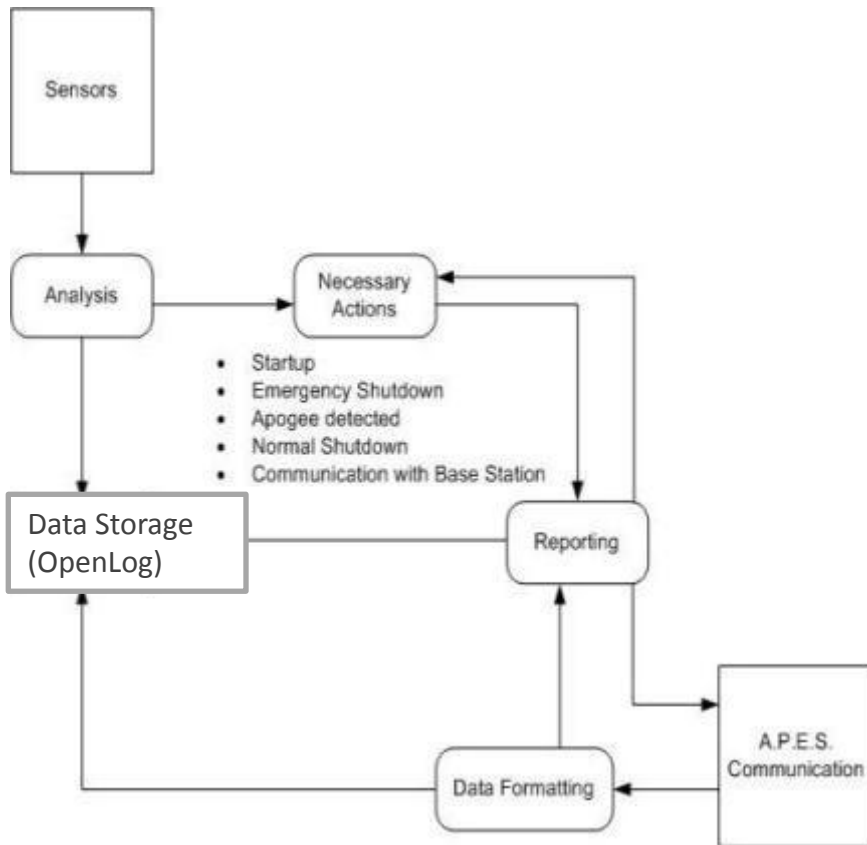 Sensors
Analysis
Necessary
Actions
• Startup
• Emergency Shutdown
• Apogee detected
• Normal Shutdown
• Communication with Base Station
Data Storage
(OpenLog)
Reporting
A.P.E.S.
Communication
Data Formatting